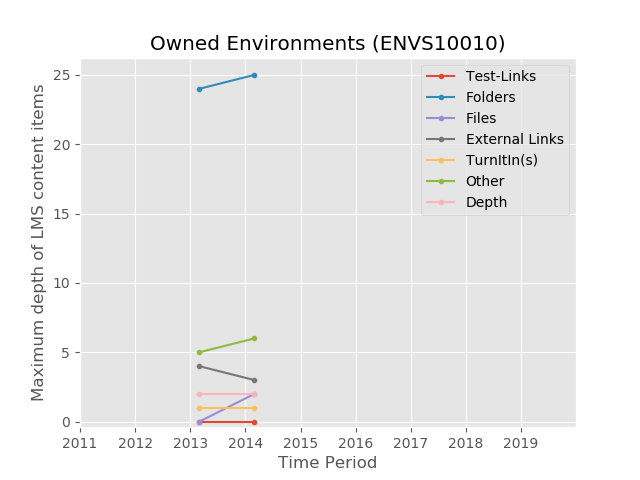 Owned Environments (ENVS10010)
Test-Links
Folders
Files
External Links
TurnItIn(s)
Other
Depth
Maximum depth of LMS content items
25
20
15
10
5
0
2011 2012 2013 2014 2015 2016 2017 2018 2019
Time Period